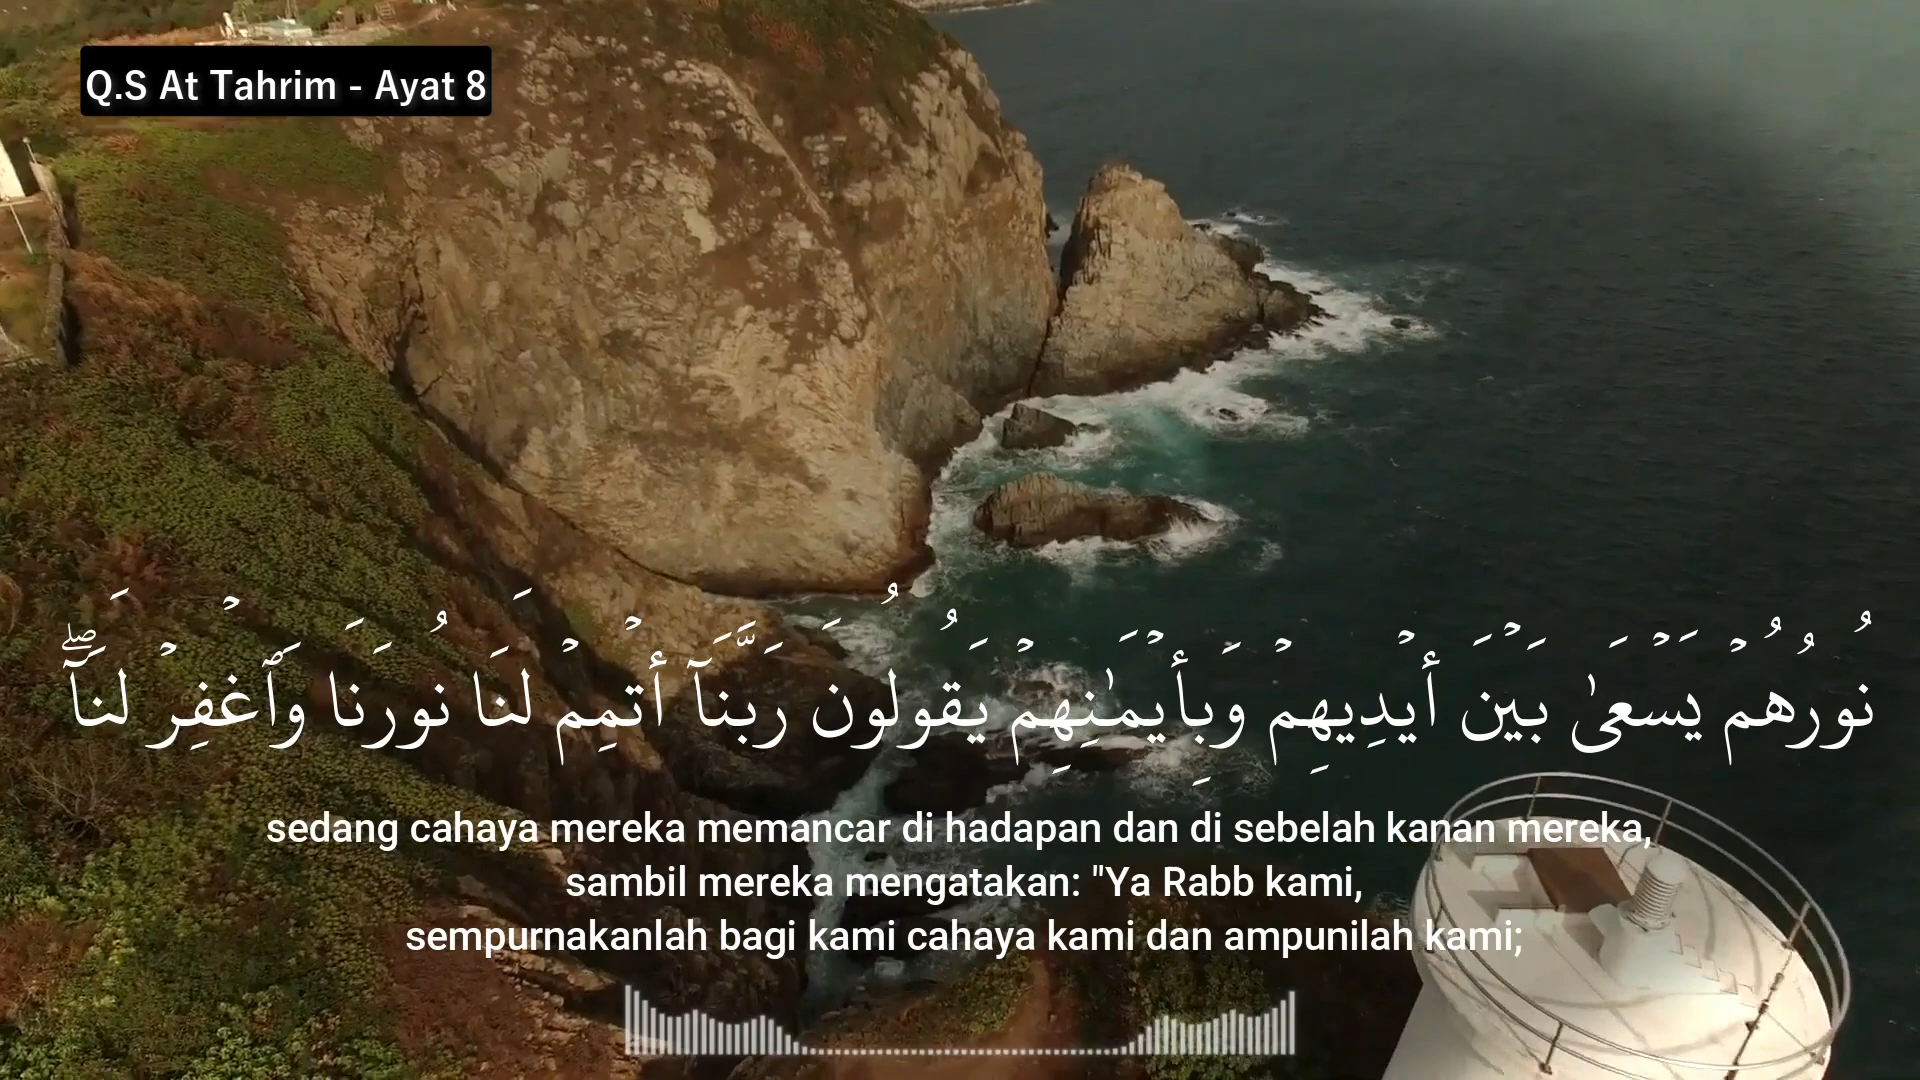 Q.S At Tahrim - Ayat 8
نُورُهُمۡ يَسۡعَىٰ بَيۡنَ أَيۡدِيهِمۡ وَبِأَيۡمَـٰنِهِمۡ يَقُولُونَ رَبَّنَآ أَتۡمِمۡ لَنَا نُورَنَا وَٱغۡفِرۡ لَنَآۖ
sedang cahaya mereka memancar di hadapan dan di sebelah kanan mereka,
sambil mereka mengatakan: "Ya Rabb kami,
sempurnakanlah bagi kami cahaya kami dan ampunilah kami;